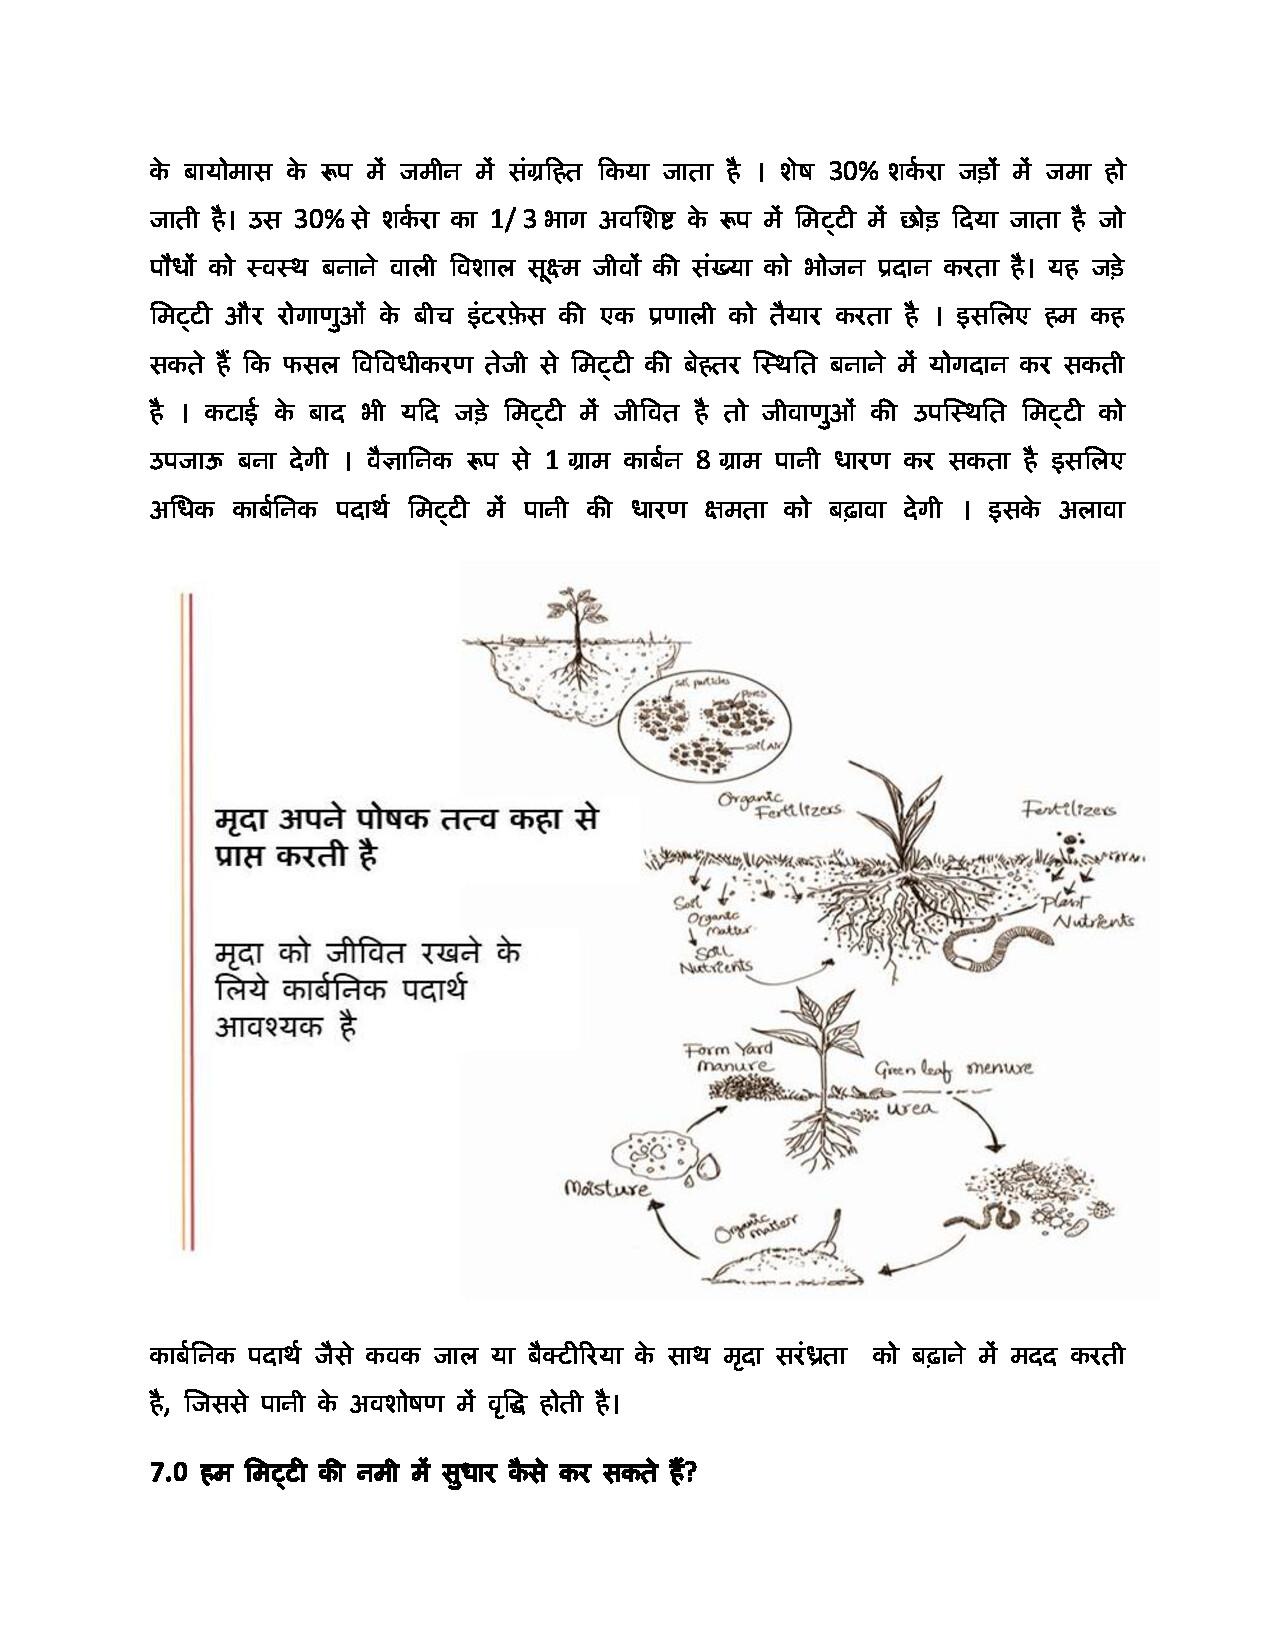 के बायोमास के रूप में जमीन में संग्रहित किया जाता है । शेष 30% शर्करा जड़ों में जमा हो
जाती है। उस 30% से शर्करा का 1/ 3 भाग अवशिष्ट के रूप में मिट्टी में छोड़ दिया जाता है जो
पौधों को स्वस्थ बनाने वाली विशाल सूक्ष्म जीवों की संख्या को भोजन प्रदान करता है। यह जड़े
मिट्टी और रोगाणुओं के बीच इंटरफ़ेस की एक प्रणाली को तैयार करता है । इसलिए हम कह
सकते हैं कि फसल विविधीकरण तेजी से मिट्टी की बेहतर स्थिति बनाने में योगदान कर सकती
है । कटाई के बाद भी यदि जड़े मिट्टी में जीवित है तो जीवाणुओं की उपस्थिति मिट्टी को
उपजाऊ बना देगी । वैज्ञानिक रूप से 1 ग्राम कार्बन 8 ग्राम पानी धारण कर सकता है इसलिए
अधिक कार्बनिक पदार्थ मिट्टी में पानी की धारण क्षमता को बढ़ावा देगी । इसके अलावा
Soil particles
Pores
Soil Air
मृदा अपने पोषक तत्व कहा से
प्राप्त करती है
मृदा को जीवित रखने के
लिये कार्बनिक पदार्थ
आवश्यक है
Organic
Fertilizers
Fertilizers
Soil
Organic
Matter
Soil
Nutrients
Plant
Nutrients
Form Yard
manure
Green leaf menure
Urea
Moisture
Organic
matter
कार्बनिक पदार्थ जैसे कवक जाल या बैक्टीरिया के साथ मृदा सरंध्रता को बढ़ाने में मदद करती
है, जिससे पानी के अवशोषण में वृद्धि होती है।
7.0 हम मिट्टी की नमी में सुधार कैसे कर सकते हैं?